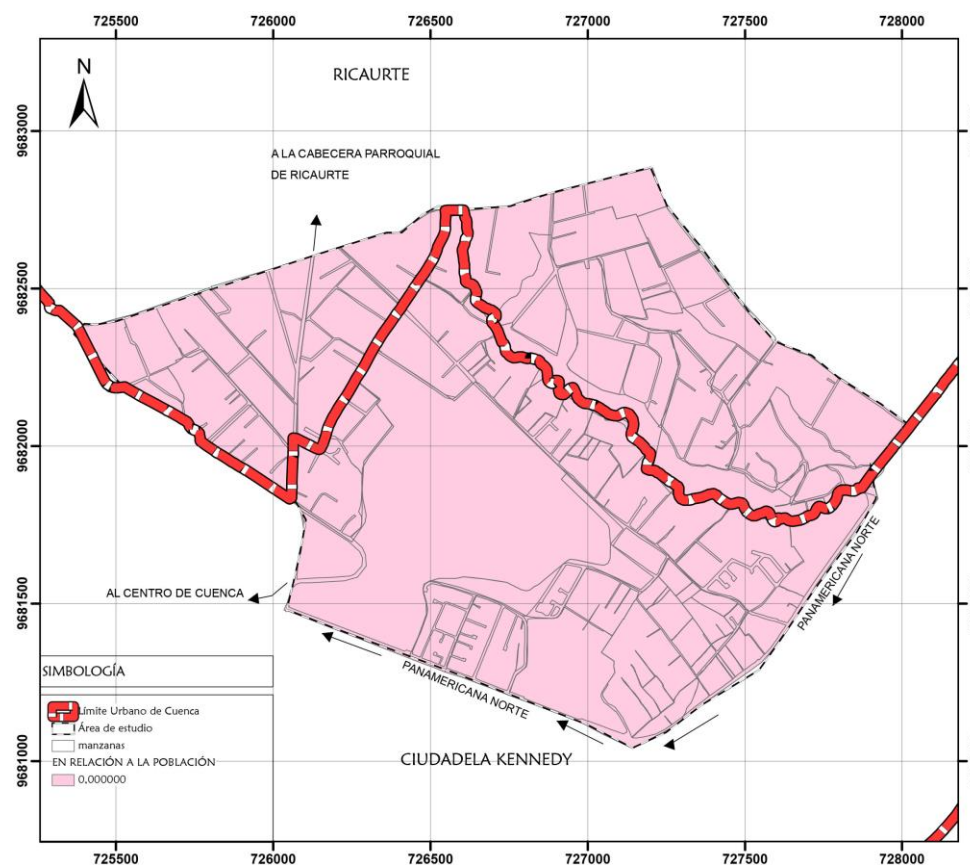 725500 726000 726500 727000 727500 728000
N
RICAURTE
9683000
A LA CABECERA PARROQUIAL
DE RICAURTE
9682500
9682000
9681500
9681000
AL CENTRO DE CUENCA
PANAMERICANA NORTE
PANAMERICANA NORTE
CIUDADELA KENNEDY
SIMBOLOGÍA
Límite Urbano de Cuenca
Área de estudio
manzanas
EN RELACIÓN A LA POBLACIÓN
0,000000
725500 726000 726500 727000 727500 728000